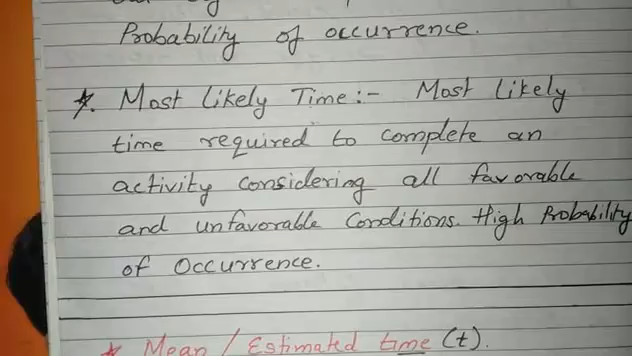 Probability of occurrence.
*. Most Likely Time :- Most Likely
time required to complete an
activity considering all favorable
and unfavorable Conditions. High Probability
of Occurrence.
* Mean / Estimated time (t).